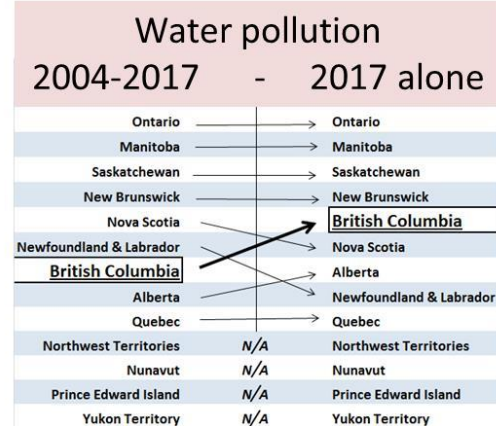 Water pollution
2004-2017 - 2017 alone
Ontario Ontario
Manitoba Manitoba
Saskatchewan Saskatchewan
New Brunswick New Brunswick
Nova Scotia British Columbia
Newfoundland & Labrador Nova Scotia
British Columbia Alberta
Alberta Newfoundland & Labrador
Quebec Quebec
Northwest Territories N/A Northwest Territories
Nunavut N/A Nunavut
Prince Edward Island N/A Prince Edward Island
Yukon Territory N/A Yukon Territory